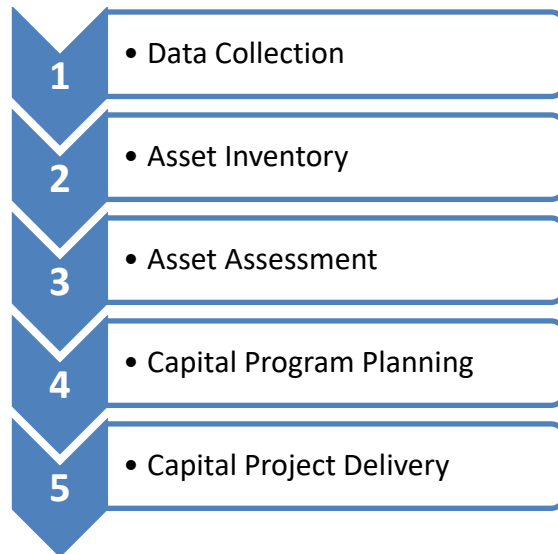 1
• Data Collection
2
• Asset Inventory
3
• Asset Assessment
4
• Capital Program Planning
5
• Capital Project Delivery